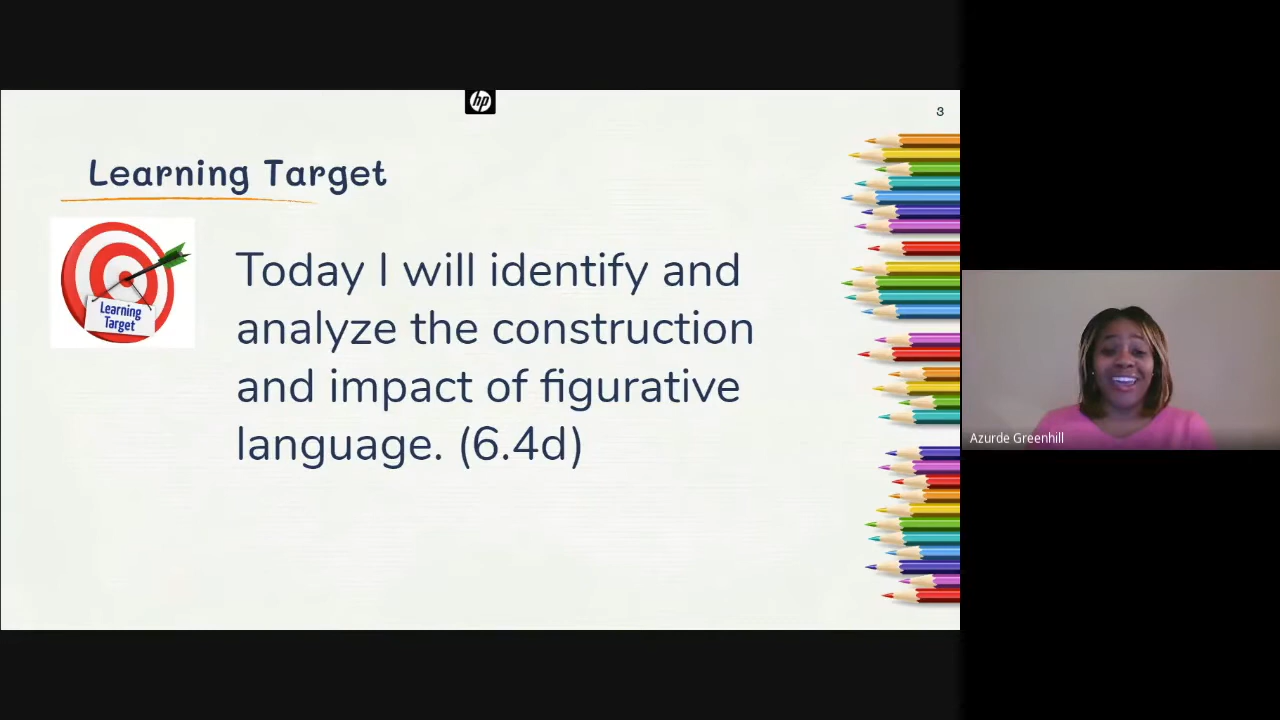 hp
3
Learning Target
Learning
Target
Today I will identify and
analyze the construction
and impact of figurative
language. (6.4d)
Azurde Greenhill